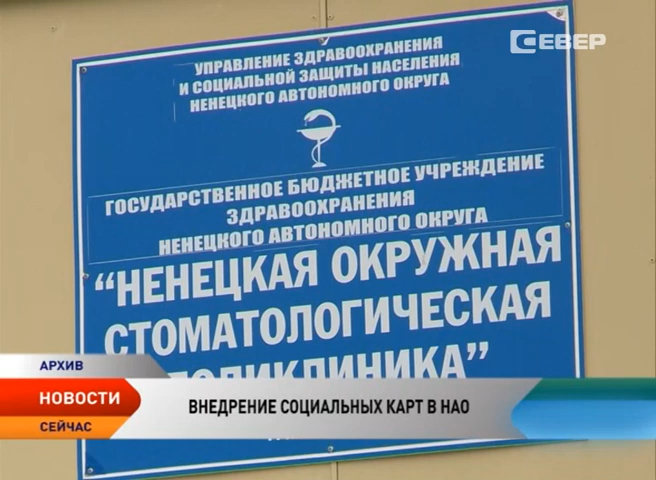 СЕВЕР
УПРАВЛЕНИЕ ЗДРАВООХРАНЕНИЯ
И СОЦИАЛЬНОЙ ЗАЩИТЫ НАСЕЛЕНИЯ
НЕНЕЦКОГО АВТОНОМНОГО ОКРУГА
ГОСУДАРСТВЕННОЕ БЮДЖЕТНОЕ УЧРЕЖДЕНИЕ
ЗДРАВООХРАНЕНИЯ
НЕНЕЦКОГО АВТОНОМНОГО ОКРУГА
“НЕНЕЦКАЯ ОКРУЖНАЯ
СТОМАТОЛОГИЧЕСКАЯ
ПОЛИКЛИНИКА”
АРХИВ
НОВОСТИ
СЕЙЧАС
ВНЕДРЕНИЕ СОЦИАЛЬНЫХ КАРТ В НАО